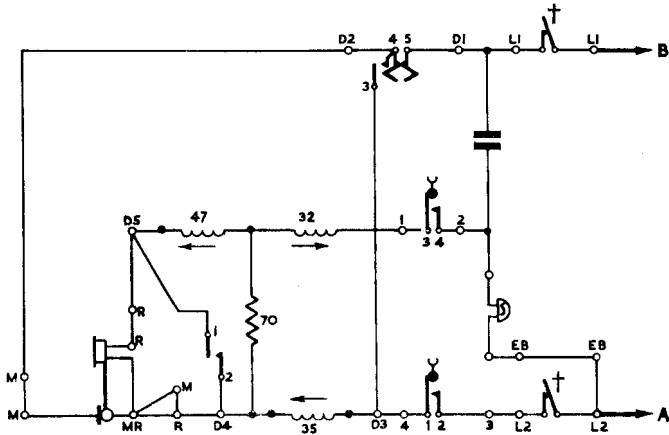 D2 4 5 D1 L1 † L1 B
3
D5 47 32 1 3 4 2
R
1
70
R
EB EB
M M 2 †
M MR R D4 35 D3 4 1 2 3 L2 L2 A